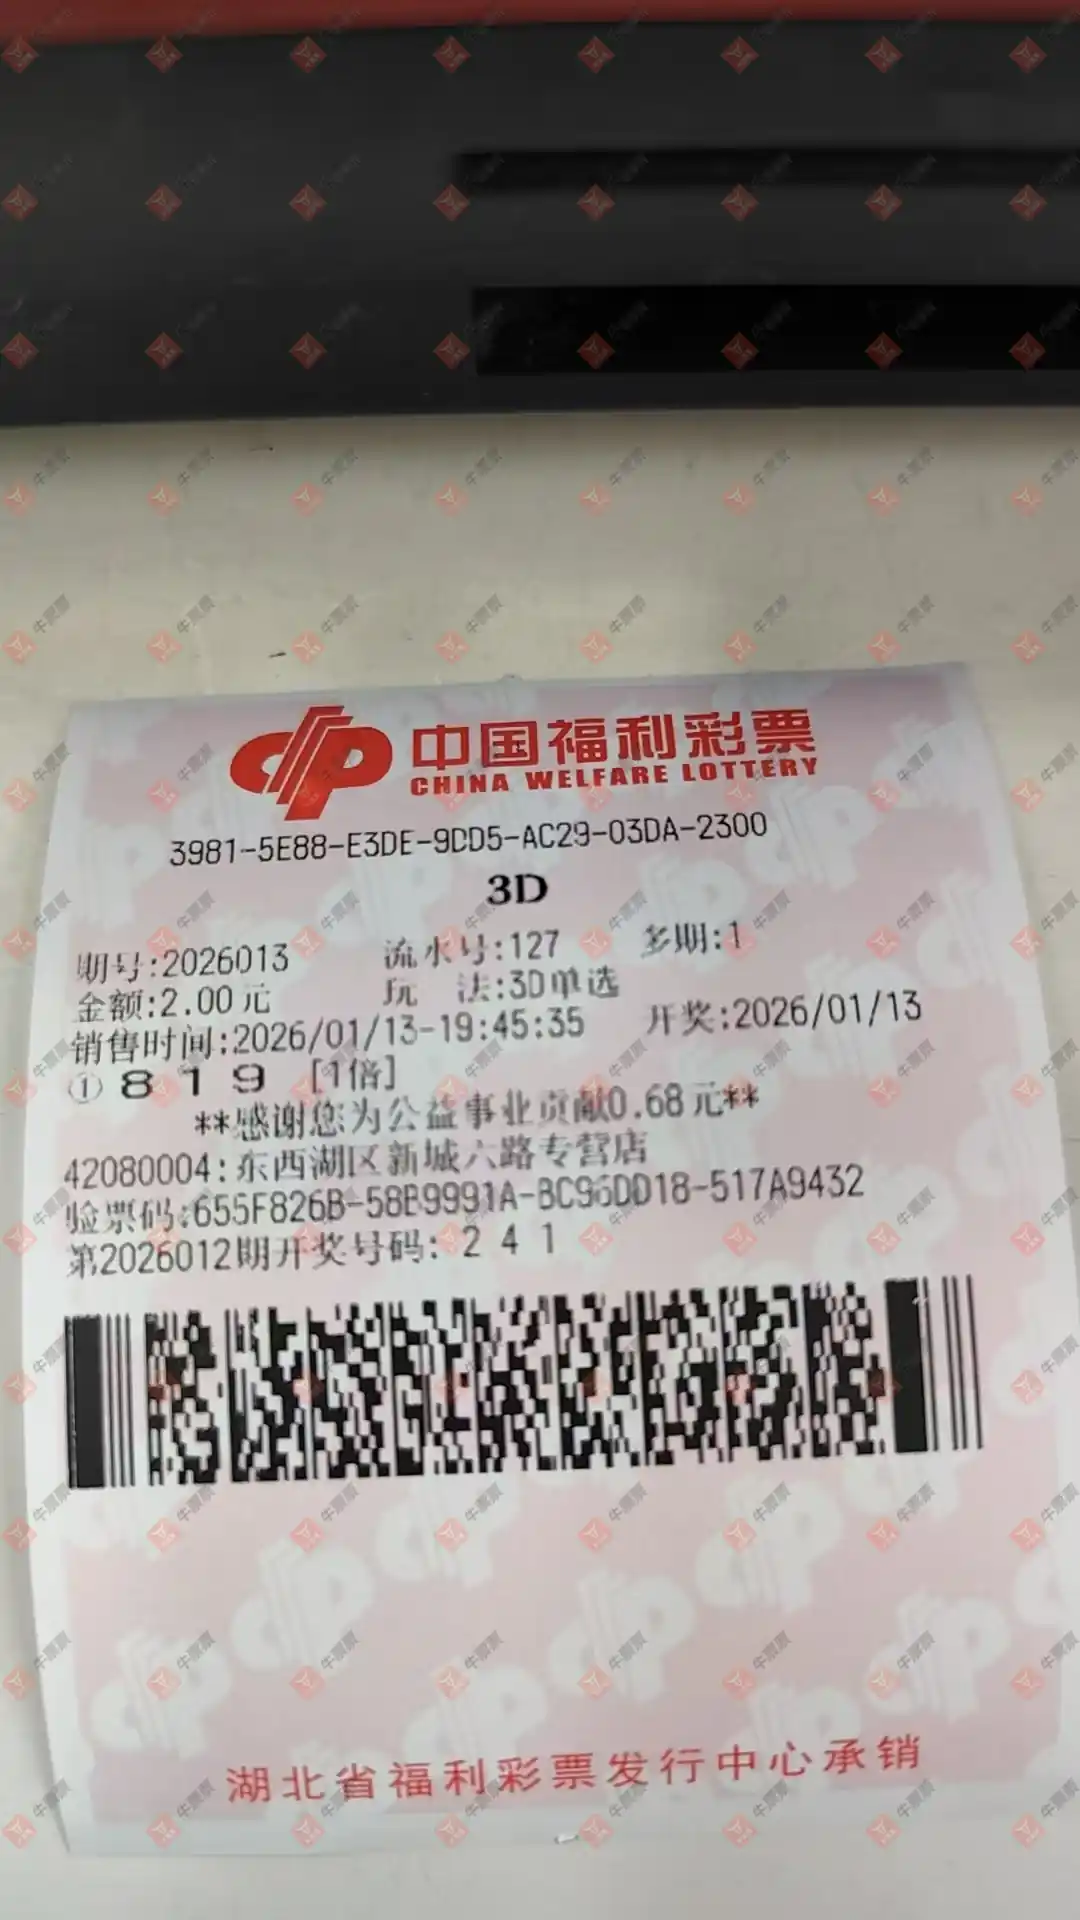 中国福利彩票
CHINA WELFARE LOTTERY
3981-5E88-E3DE-9DD5-AC29-03DA-2300
3D
期号:2026013 流水号:127 多期:1
金额:2.00元 玩 法:3D单选
销售时间:2026/01/13-19:45:35 开奖:2026/01/13
① 8 1 9 [1倍]
**感谢您为公益事业贡献0.68元**
42080004:东西湖区新城六路专营店
验票码:655F826B-58B9991A-BC96DD18-517A9432
第2026012期开奖号码: 2 4 1
湖北省福利彩票发行中心承销
牛票票